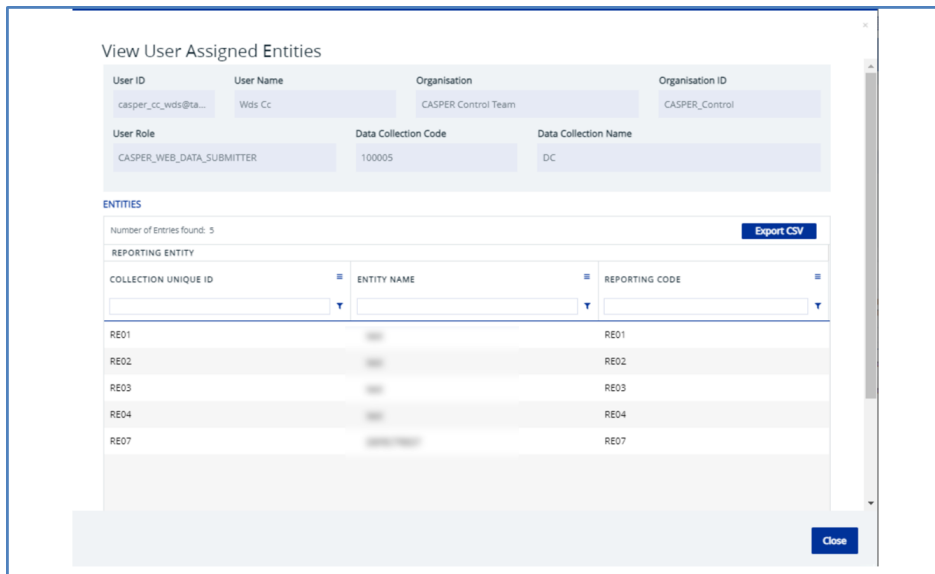 View User Assigned Entities
User ID User Name Organisation Organisation ID
casper_cc_wds@ta... Wds Cc CASPER Control Team CASPER_Control
User Role Data Collection Code Data Collection Name
CASPER_WEB_DATA_SUBMITTER 100005 DC
ENTITIES
Number of Entries found: 5 Export CSV
REPORTING ENTITY
COLLECTION UNIQUE ID ENTITY NAME REPORTING CODE
RE01 RE01
RE02 RE02
RE03 RE03
RE04 RE04
RE07 RE07
Close